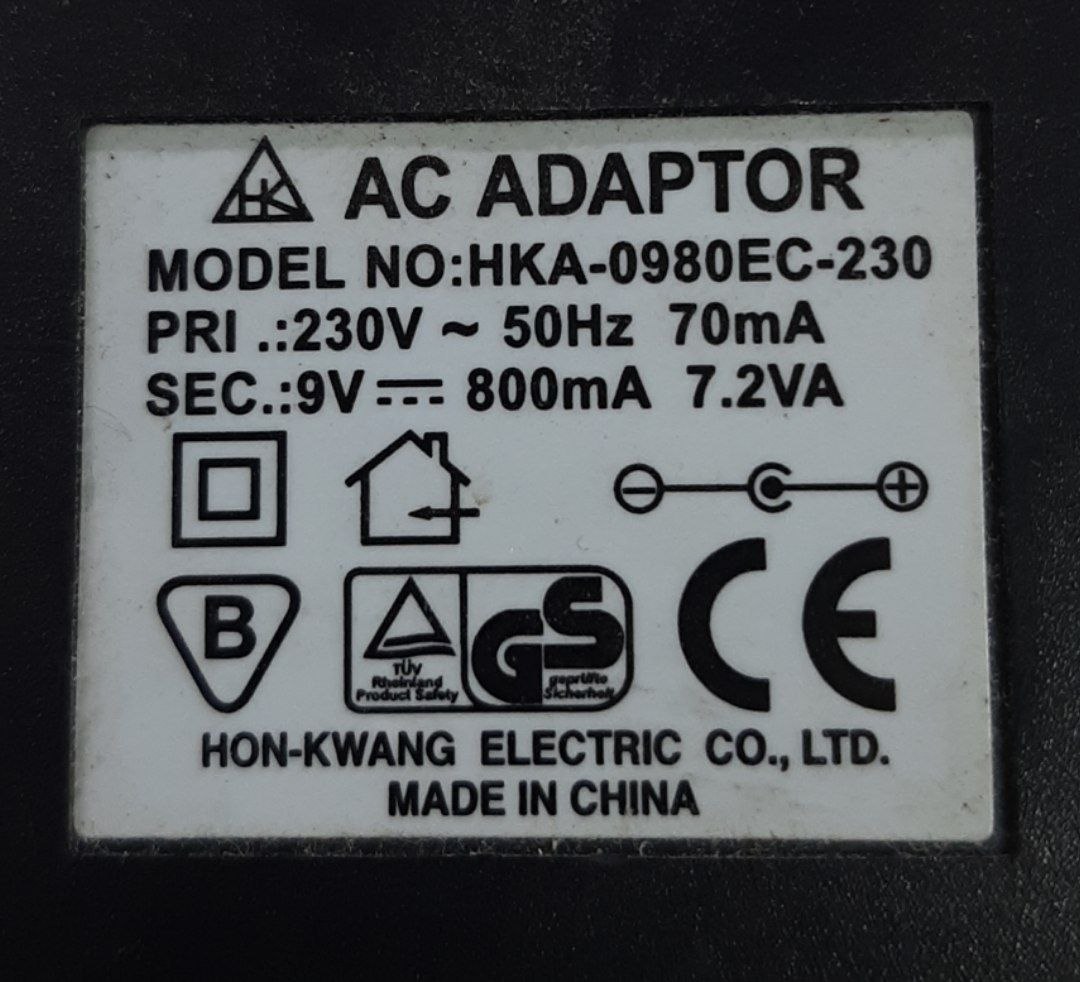 HK AC ADAPTOR
MODEL NO:HKA-0980EC-230
PRI .:230V ~ 50Hz 70mA
SEC.:9V ⎓ 800mA 7.2VA
B
TÜV
Rheinland
Product Safety
GS
geprüfte
Sicherheit
CE
HON-KWANG ELECTRIC CO., LTD.
MADE IN CHINA